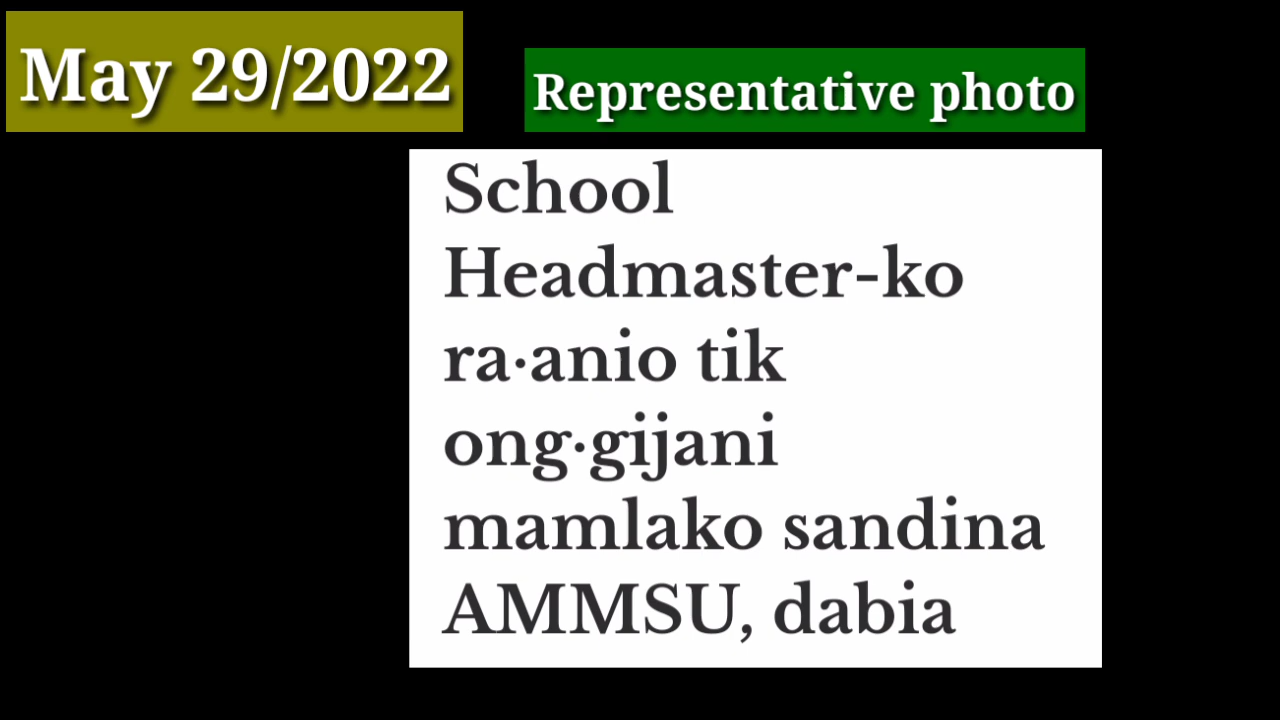 May 29/2022
Representative photo
School
Headmaster-ko
ra·anio tik
ong·gijani
mamlako sandina
AMMSU, dabia